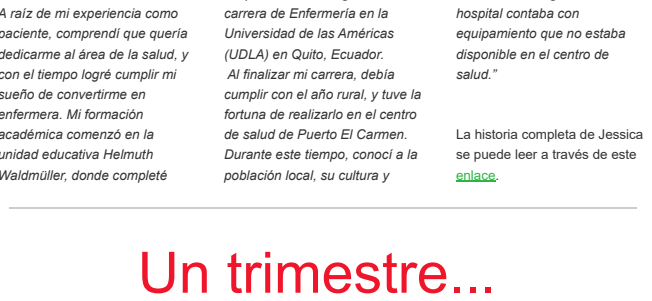 A raíz de mi experiencia como
paciente, comprendí que quería
dedicarme al área de la salud, y
con el tiempo logré cumplir mi
sueño de convertirme en
enfermera. Mi formación
académica comenzó en la
unidad educativa Helmuth
Waldmüller, donde completé
carrera de Enfermería en la
Universidad de las Américas
(UDLA) en Quito, Ecuador.
Al finalizar mi carrera, debía
cumplir con el año rural, y tuve la
fortuna de realizarlo en el centro
de salud de Puerto El Carmen.
Durante este tiempo, conocí a la
población local, su cultura y
hospital contaba con
equipamiento que no estaba
disponible en el centro de
salud.”
La historia completa de Jessica
se puede leer a través de este
enlace.
Un trimestre...